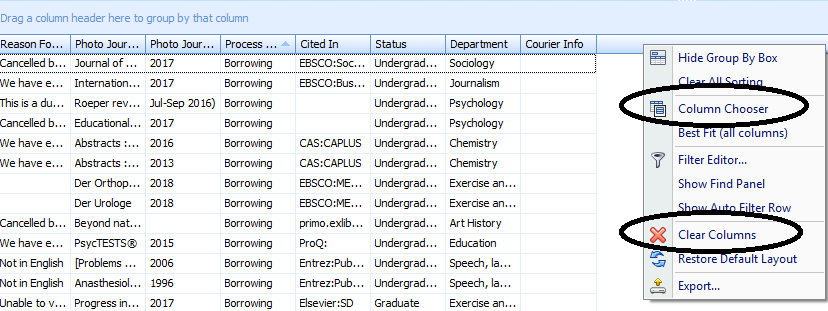 Drag a column header here to group by that column
Reason Fo... Photo Jour... Photo Jour... Process ... Cited In Status Department Courier Info
Cancelled b... Journal of ... 2017 Borrowing EBSCO:Soc... Undergrad... Sociology
We have e... Internation... 2017 Borrowing EBSCO:Bus... Undergrad... Journalism
This is a du... Roeper rev... Jul-Sep 2016) Borrowing Undergrad... Psychology
Cancelled b... Educational... 2017 Borrowing Undergrad... Psychology
We have e... Abstracts :... 2016 Borrowing CAS:CAPLUS Undergrad... Chemistry
We have e... Abstracts :... 2013 Borrowing CAS:CAPLUS Undergrad... Chemistry
Der Orthop... 2018 Borrowing EBSCO:ME... Undergrad... Exercise an...
Der Urologe 2018 Borrowing EBSCO:ME... Undergrad... Exercise an...
Cancelled b... Beyond nat... Borrowing primo.exlib... Undergrad... Art History
We have e... PsycTESTS® 2015 Borrowing ProQ: Undergrad... Education
Not in English [Problems ... 2006 Borrowing Entrez:Pub... Undergrad... Speech, la...
Not in English Anasthesiol... 1996 Borrowing Entrez:Pub... Undergrad... Speech, la...
Unable to v... Progress in... 2017 Borrowing Elsevier:SD Graduate Exercise an...
Hide Group By Box
Clear All Sorting
Column Chooser
Best Fit (all columns)
Filter Editor...
Show Find Panel
Show Auto Filter Row
Clear Columns
Restore Default Layout
Export...